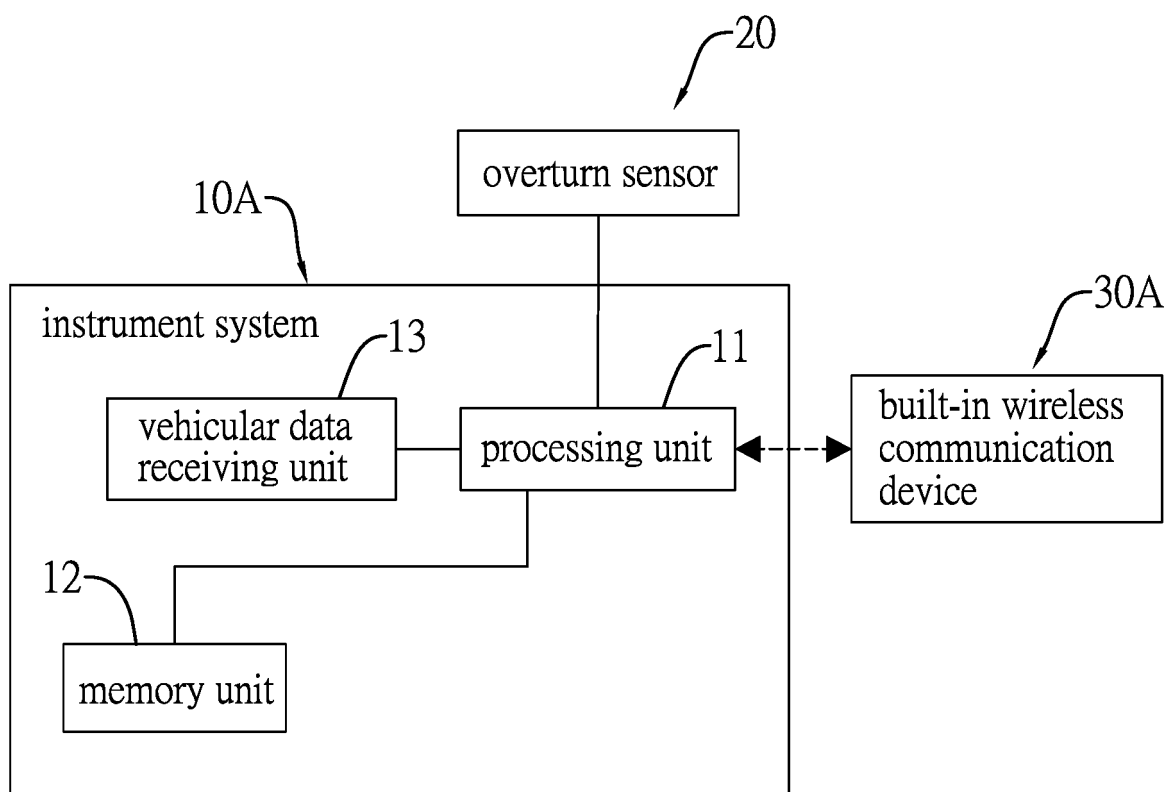 20
overturn sensor
10A
30A
instrument system
13
11
vehicular data
receiving unit
processing unit
built-in wireless
communication
device
12
memory unit